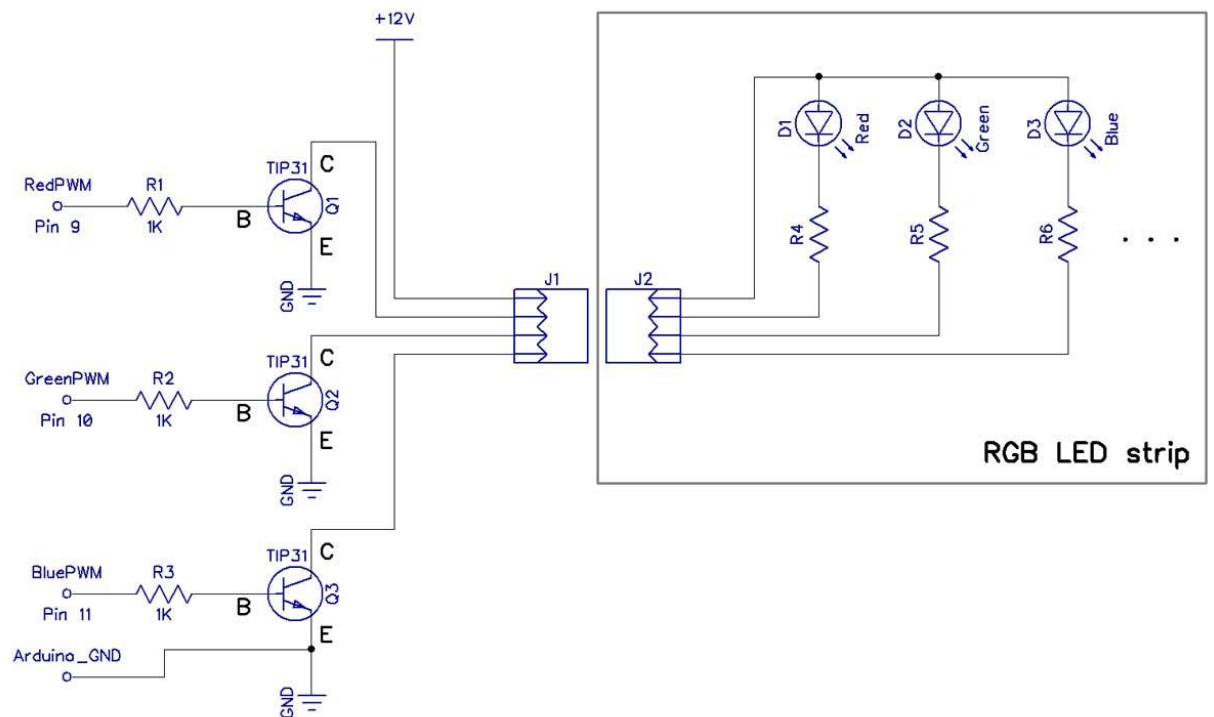 +12V
TIP31
C
RedPWM
R1
Q1
Pin 9
1K
B
E
GND
TIP31
C
GreenPWM
R2
Q2
Pin 10
1K
B
E
GND
TIP31
C
BluePWM
R3
Q3
Pin 11
1K
B
E
Arduino_GND
GND
J1
J2
D1
Red
D2
Green
D3
Blue
R4
R5
R6
. . .
RGB LED strip